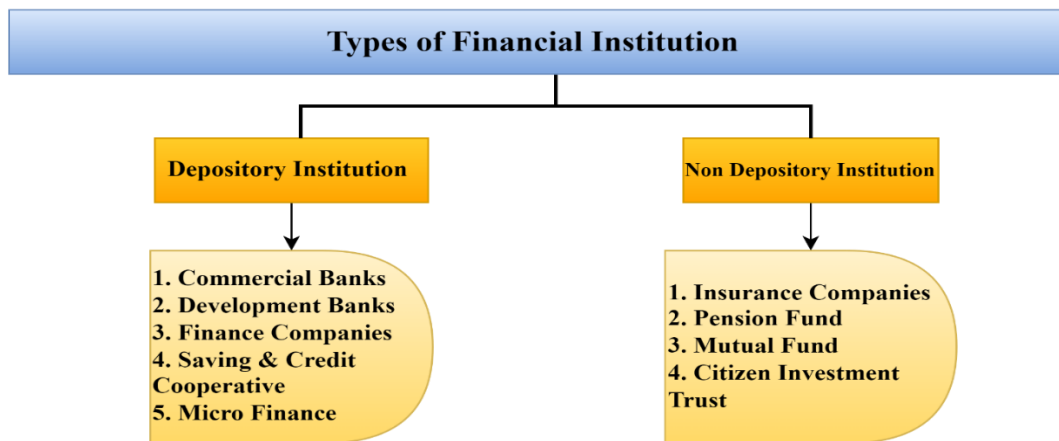 Types of Financial Institution
Depository Institution
Non Depository Institution
1. Commercial Banks
2. Development Banks
3. Finance Companies
4. Saving & Credit
Cooperative
5. Micro Finance
1. Insurance Companies
2. Pension Fund
3. Mutual Fund
4. Citizen Investment
Trust